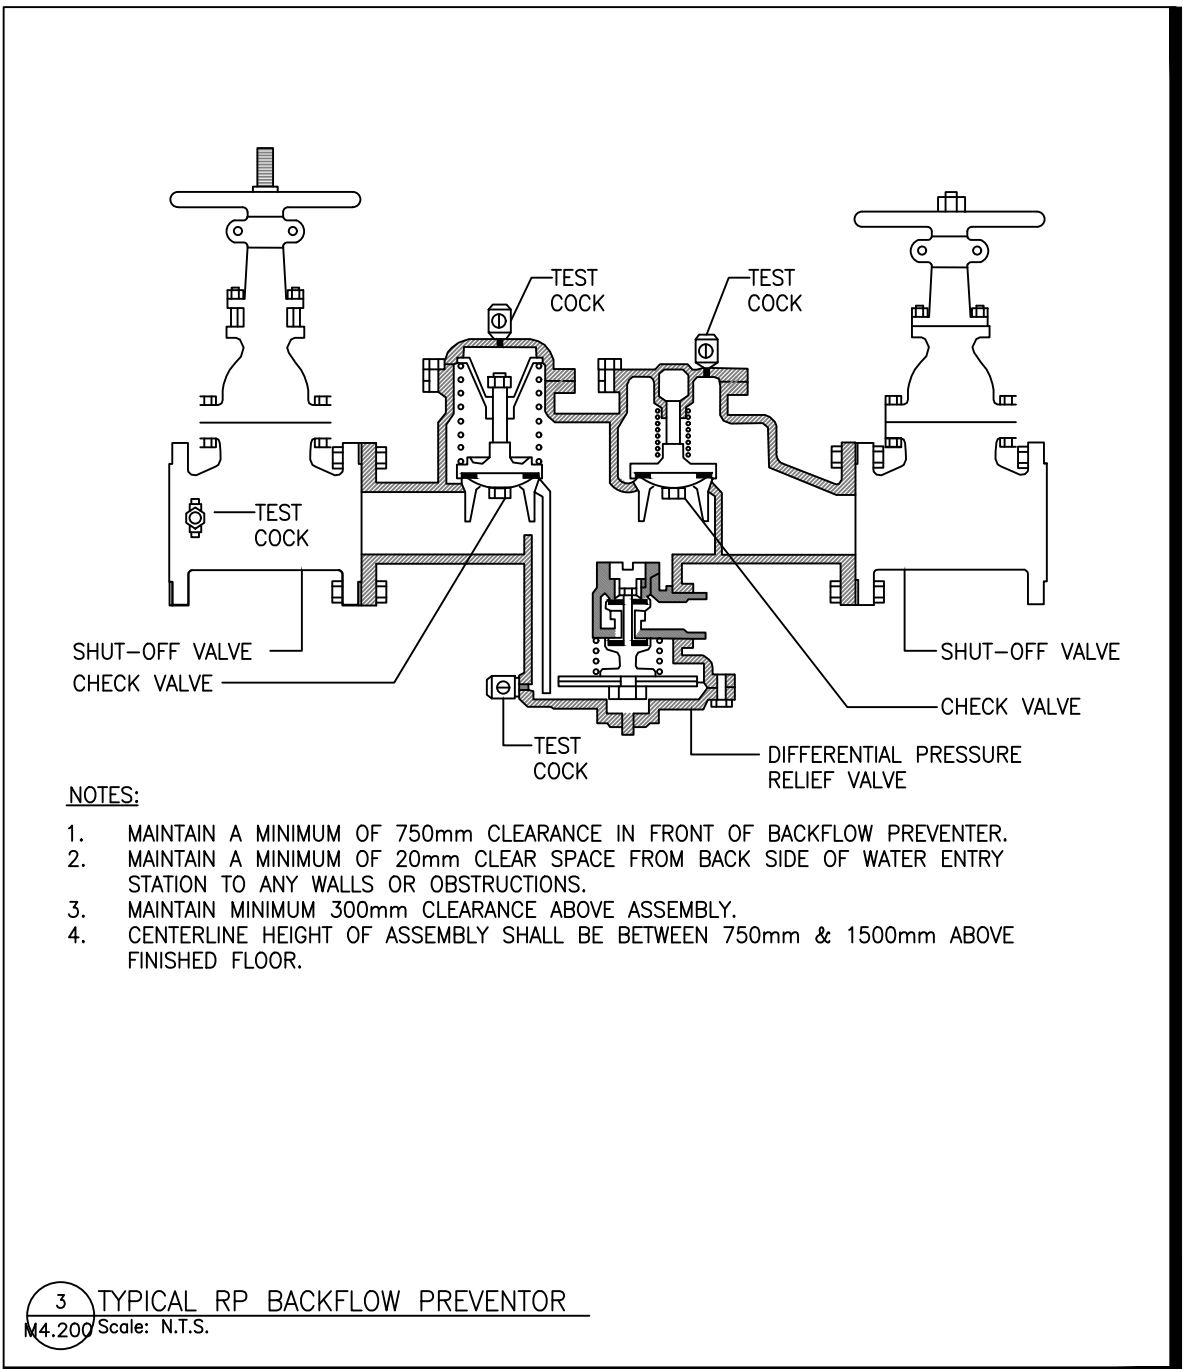 TEST
COCK
TEST
COCK
TEST
COCK
SHUT-OFF VALVE
SHUT-OFF VALVE
CHECK VALVE
CHECK VALVE
TEST
COCK
DIFFERENTIAL PRESSURE
RELIEF VALVE
NOTES:
1. MAINTAIN A MINIMUM OF 750mm CLEARANCE IN FRONT OF BACKFLOW PREVENTER.
2. MAINTAIN A MINIMUM OF 20mm CLEAR SPACE FROM BACK SIDE OF WATER ENTRY
STATION TO ANY WALLS OR OBSTRUCTIONS.
3. MAINTAIN MINIMUM 300mm CLEARANCE ABOVE ASSEMBLY.
4. CENTERLINE HEIGHT OF ASSEMBLY SHALL BE BETWEEN 750mm & 1500mm ABOVE
FINISHED FLOOR.
3 TYPICAL RP BACKFLOW PREVENTOR
M4.200 Scale: N.T.S.